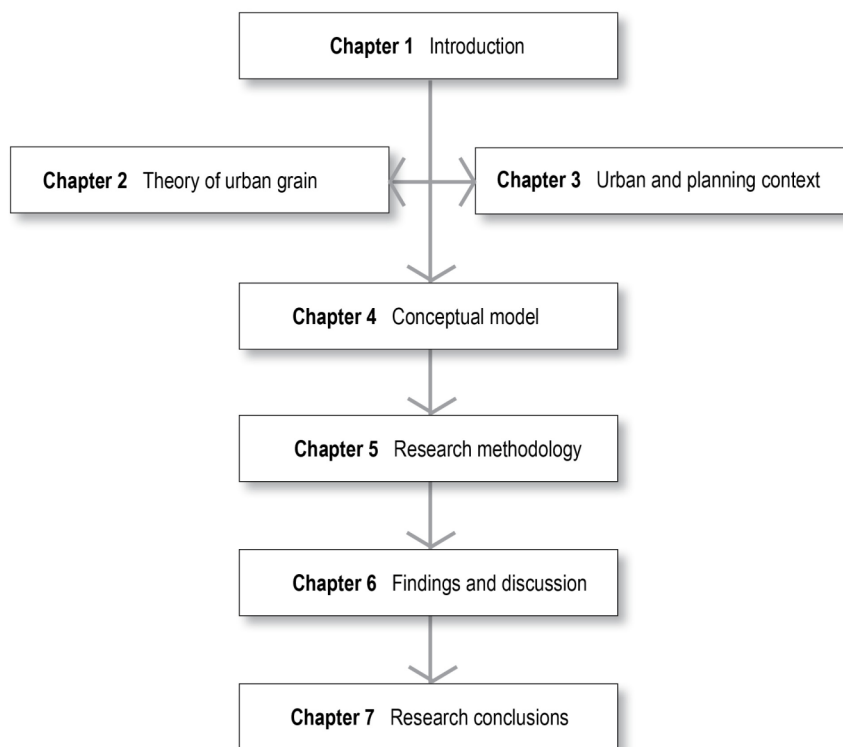 Chapter 1 Introduction
Chapter 2 Theory of urban grain
Chapter 3 Urban and planning context
Chapter 4 Conceptual model
Chapter 5 Research methodology
Chapter 6 Findings and discussion
Chapter 7 Research conclusions